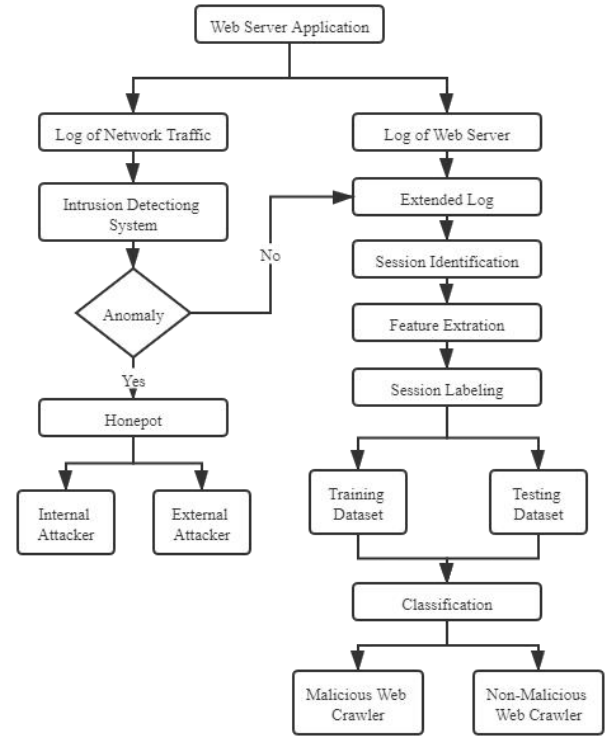 Web Server Application
Log of Network Traffic
Log of Web Server
Intrusion Detectiong
System
Extended Log
No
Session Identification
Anomaly
Feature Extration
Yes
Session Labeling
Honepot
Internal
Attacker
External
Attacker
Training
Dataset
Testing
Dataset
Classification
Malicious Web
Crawler
Non-Malicious
Web Crawler